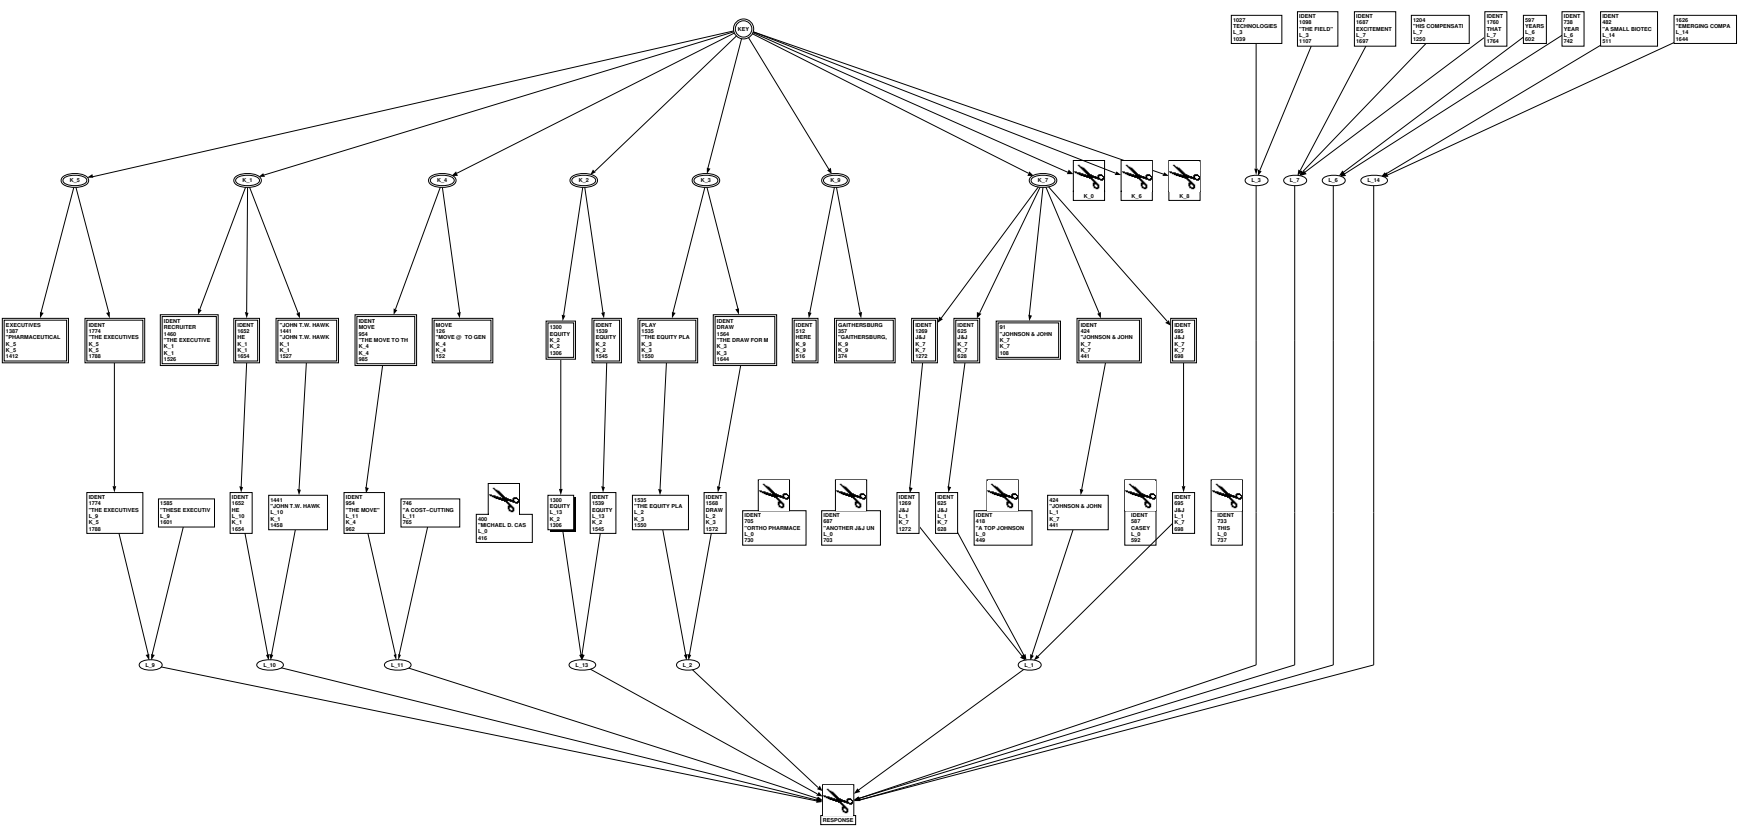 KEY
1027
TECHNOLOGIES
L_3
1039
IDENT
1098
"THE FIELD"
L_3
1107
IDENT
1687
EXCITEMENT
L_7
1697
1204
"HIS COMPENSATI
L_7
1250
IDENT
1760
THAT
L_7
1764
597
YEARS
L_6
602
IDENT
738
YEAR
L_6
742
IDENT
482
"A SMALL BIOTEC
L_14
511
1626
"EMERGING COMPA
L_14
1644
K_5
K_1
K_4
K_2
K_3
K_9
K_7
K_0
K_6
K_8
L_3
L_7
L_6
L_14
EXECUTIVES
1387
"PHARMACEUTICAL
K_5
K_5
1412
IDENT
1774
"THE EXECUTIVES
K_5
K_5
1788
IDENT
RECRUITER
1460
"THE EXECUTIVE
K_1
K_1
1526
IDENT
1652
HE
K_1
K_1
1654
"JOHN T.W. HAWK
1441
"JOHN T.W. HAWK
K_1
K_1
1527
IDENT
MOVE
954
"THE MOVE TO TH
K_4
K_4
985
MOVE
126
"MOVE @  TO GEN
K_4
K_4
152
1300
EQUITY
K_2
K_2
1306
IDENT
1539
EQUITY
K_2
K_2
1545
PLAY
1535
"THE EQUITY PLA
K_3
K_3
1550
IDENT
DRAW
1564
"THE DRAW FOR M
K_3
K_3
1644
IDENT
512
HERE
K_9
K_9
516
GAITHERSBURG
357
"GAITHERSBURG,
K_9
K_9
374
IDENT
1269
J&J
K_7
K_7
1272
IDENT
625
J&J
K_7
K_7
628
91
"JOHNSON & JOHN
K_7
K_7
108
IDENT
424
"JOHNSON & JOHN
K_7
K_7
441
IDENT
695
J&J
K_7
K_7
698
IDENT
1774
"THE EXECUTIVES
L_9
K_5
1788
1585
"THESE EXECUTIV
L_9
1601
IDENT
1652
HE
L_10
K_1
1654
1441
"JOHN T.W. HAWK
L_10
K_1
1458
IDENT
954
"THE MOVE"
L_11
K_4
962
746
"A COST-CUTTING
L_11
765
400
"MICHAEL D. CAS
L_0
416
1300
EQUITY
L_13
K_2
1306
IDENT
1539
EQUITY
L_13
K_2
1545
1535
"THE EQUITY PLA
L_2
K_3
1550
IDENT
1568
DRAW
L_2
K_3
1572
IDENT
705
"ORTHO PHARMACE
L_0
730
IDENT
687
"ANOTHER J&J UN
L_0
703
IDENT
1269
J&J
L_1
K_7
1272
IDENT
625
J&J
L_1
K_7
628
IDENT
418
"A TOP JOHNSON
L_0
449
424
"JOHNSON & JOHN
L_1
K_7
441
IDENT
587
CASEY
L_0
592
IDENT
695
J&J
L_1
K_7
698
IDENT
733
THIS
L_0
737
L_9
L_10
L_11
L_13
L_2
L_1
RESPONSE